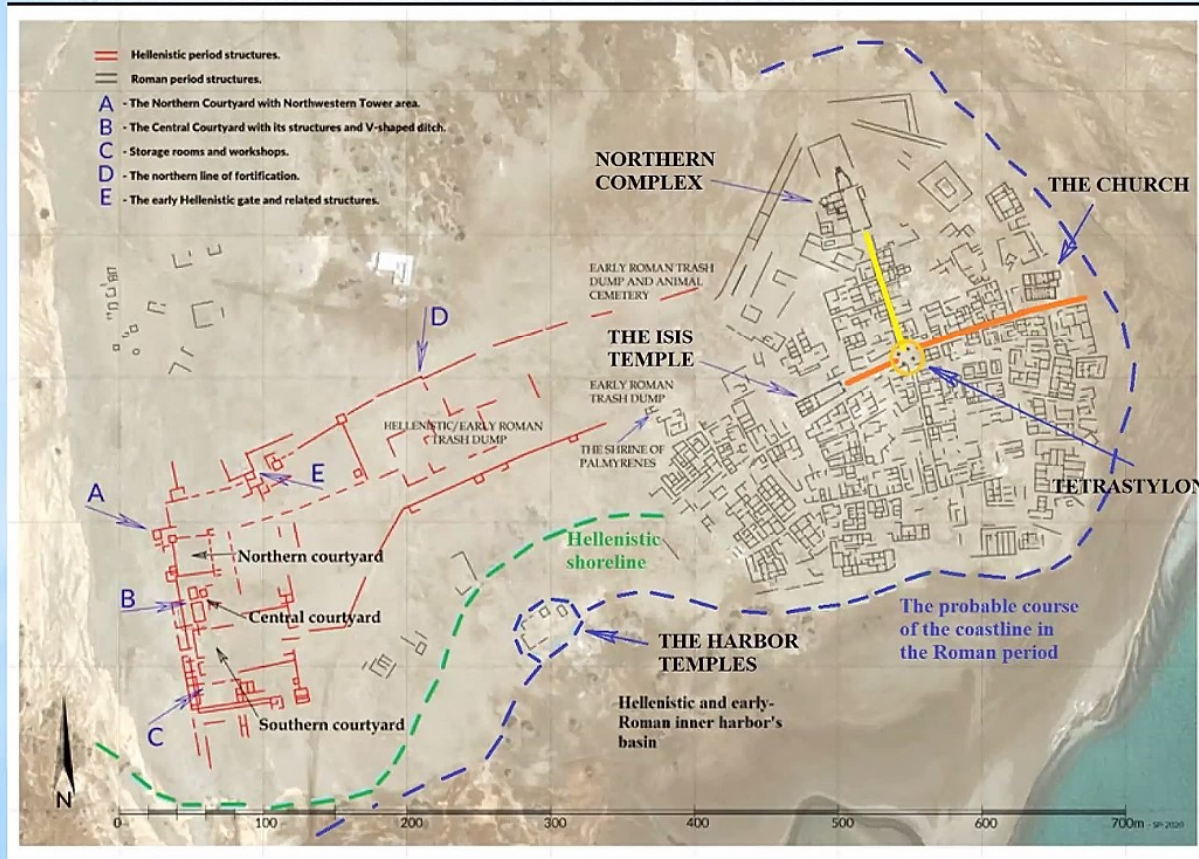 Hellenistic period structures.
Roman period structures.
A - The Northern Courtyard with Northwestern Tower area.
B - The Central Courtyard with its structures and V-shaped ditch.
C - Storage rooms and workshops.
D - The northern line of fortification.
E - The early Hellenistic gate and related structures.
NORTHERN
COMPLEX
THE CHURCH
EARLY ROMAN TRASH
DUMP AND ANIMAL
CEMETERY
D
THE ISIS
TEMPLE
EARLY ROMAN
TRASH DUMP
HELLENISTIC/EARLY ROMAN
TRASH DUMP
THE SHRINE OF
PALMYRENES
E
TETRASTYLON
A
Hellenistic
shoreline
Northern courtyard
B
Central courtyard
The probable course
of the coastline in
the Roman period
THE HARBOR
TEMPLES
Hellenistic and early-
Roman inner harbor's
basin
Southern courtyard
C
N
0 100 200 300 400 500 600 700m - SP 2020